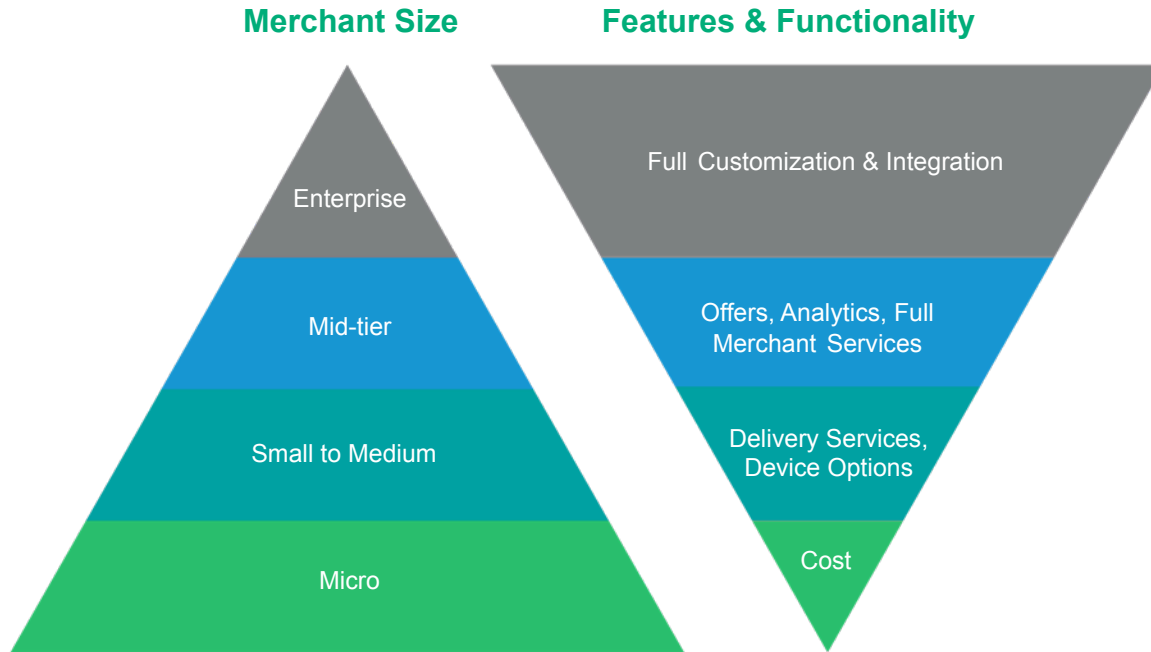 Merchant Size
Features & Functionality
Enterprise
Mid-tier
Small to Medium
Micro
Full Customization & Integration
Offers, Analytics, Full
Merchant Services
Delivery Services,
Device Options
Cost